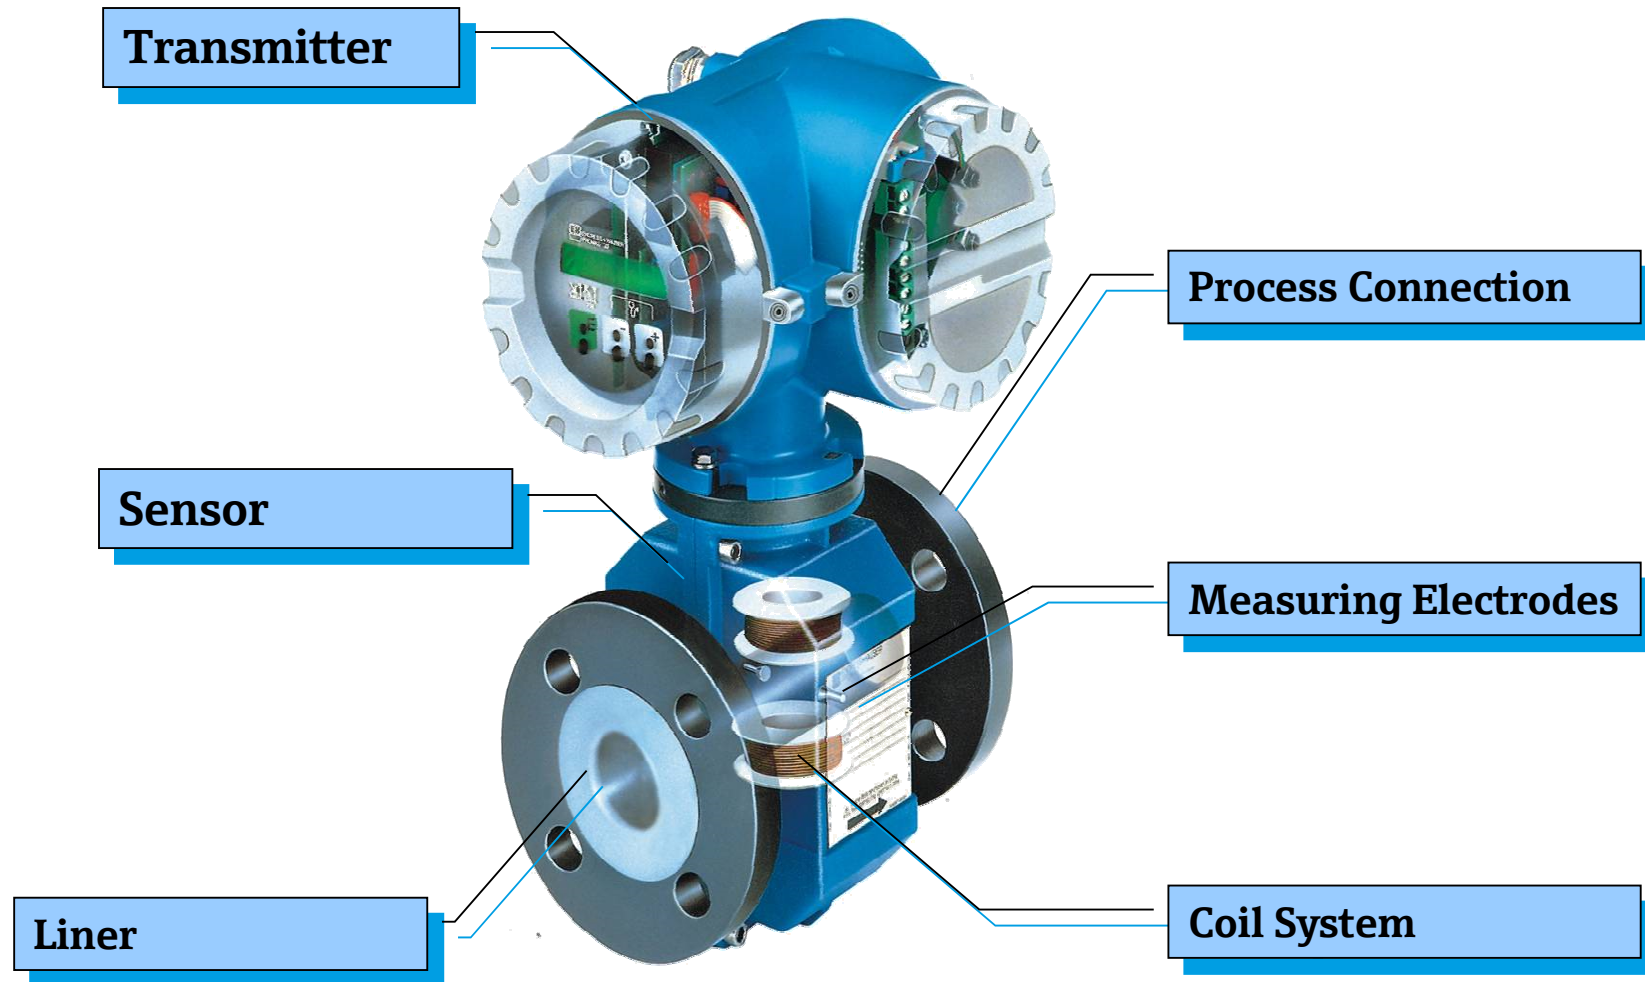 Transmitter
Process Connection
Sensor
Measuring Electrodes
Liner
Coil System